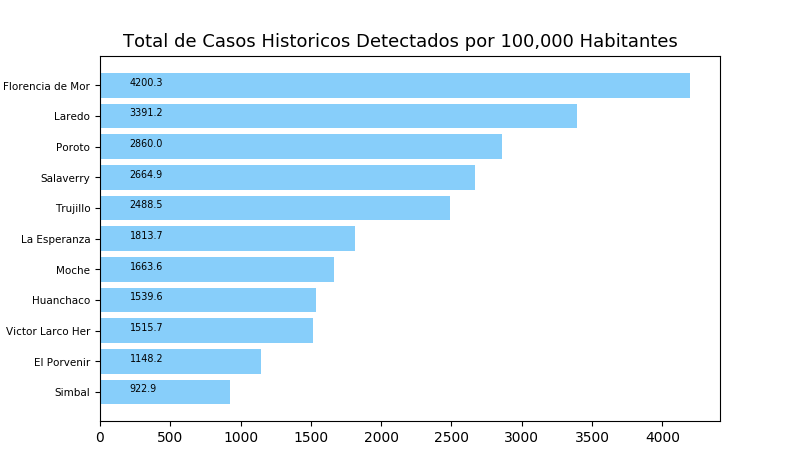 Total de Casos Historicos Detectados por 100,000 Habitantes
Florencia de Mor 4200.3
Laredo 3391.2
Poroto 2860.0
Salaverry 2664.9
Trujillo 2488.5
La Esperanza 1813.7
Moche 1663.6
Huanchaco 1539.6
Victor Larco Her 1515.7
El Porvenir 1148.2
Simbal 922.9
0 500 1000 1500 2000 2500 3000 3500 4000